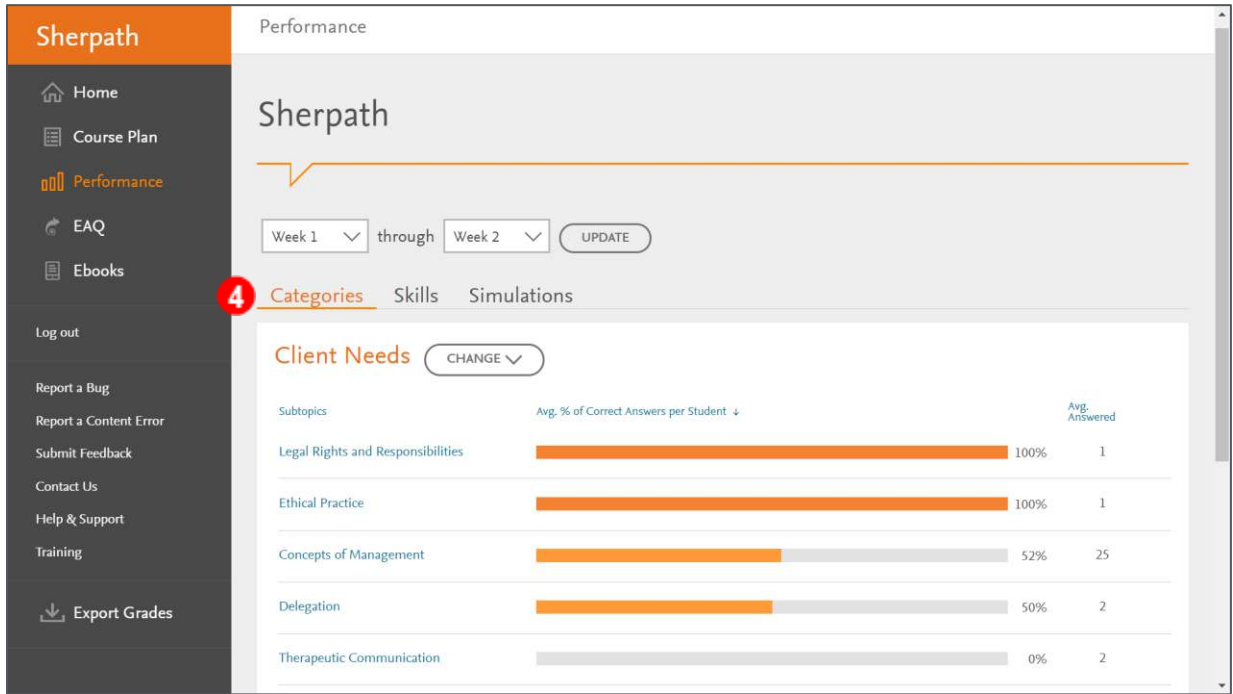 Sherpath
Home
Course Plan
Performance
EAQ
Ebooks
Log out
Report a Bug
Report a Content Error
Submit Feedback
Contact Us
Help & Support
Training
Export Grades
Performance
Sherpath
Week 1 through Week 2 UPDATE
4 Categories Skills Simulations
Client Needs CHANGE
Subtopics Avg. % of Correct Answers per Student ↓ Avg. Answered
Legal Rights and Responsibilities 100% 1
Ethical Practice 100% 1
Concepts of Management 52% 25
Delegation 50% 2
Therapeutic Communication 0% 2